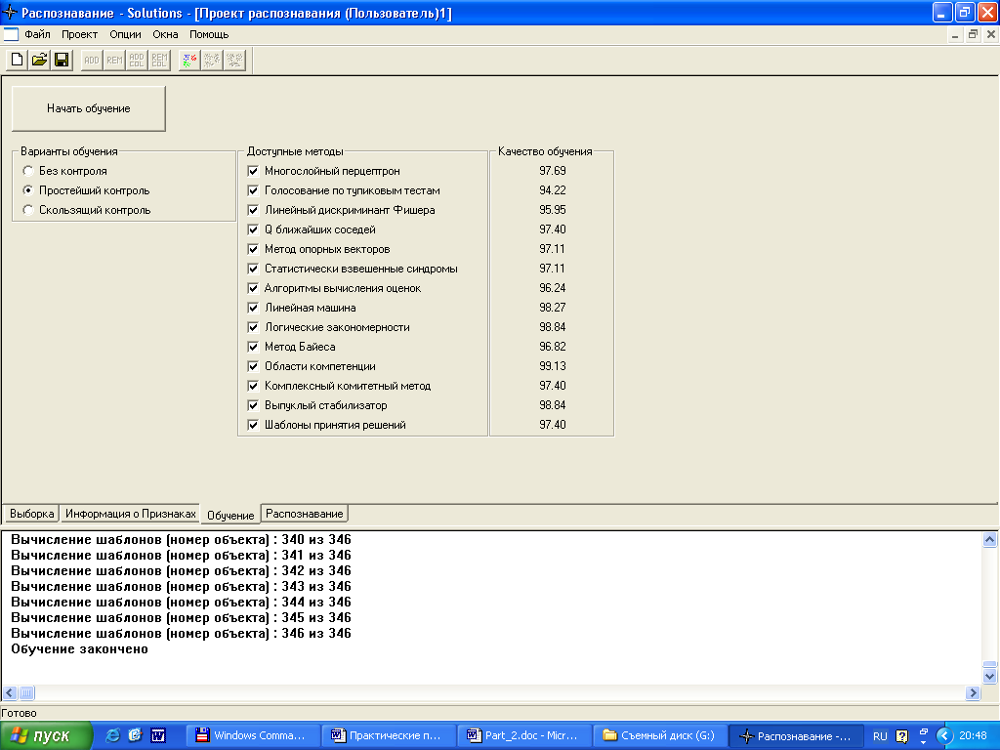 Распознавание - Solutions - [Проект распознавания (Пользователь)1]
Файл Проект Опции Окна Помощь
ADD REM ADD COL REM COL
Начать обучение
Варианты обучения Доступные методы Качество обучения
Без контроля Многослойный перцептрон 97.69
Простейший контроль Голосование по тупиковым тестам 94.22
Скользящий контроль Линейный дискриминант Фишера 95.95
Q ближайших соседей 97.40
Метод опорных векторов 97.11
Статистически взвешенные синдромы 97.11
Алгоритмы вычисления оценок 96.24
Линейная машина 98.27
Логические закономерности 98.84
Метод Байеса 96.82
Области компетенции 99.13
Комплексный комитетный метод 97.40
Выпуклый стабилизатор 98.84
Шаблоны принятия решений 97.40
Выборка Информация о Признаках Обучение Распознавание
Вычисление шаблонов (номер объекта) : 340 из 346
Вычисление шаблонов (номер объекта) : 341 из 346
Вычисление шаблонов (номер объекта) : 342 из 346
Вычисление шаблонов (номер объекта) : 343 из 346
Вычисление шаблонов (номер объекта) : 344 из 346
Вычисление шаблонов (номер объекта) : 345 из 346
Вычисление шаблонов (номер объекта) : 346 из 346
Обучение закончено
Готово
пуск Windows Comma... Практические п... Part_2.doc - Micr... Съемный диск (G:) Распознавание -... RU 20:48